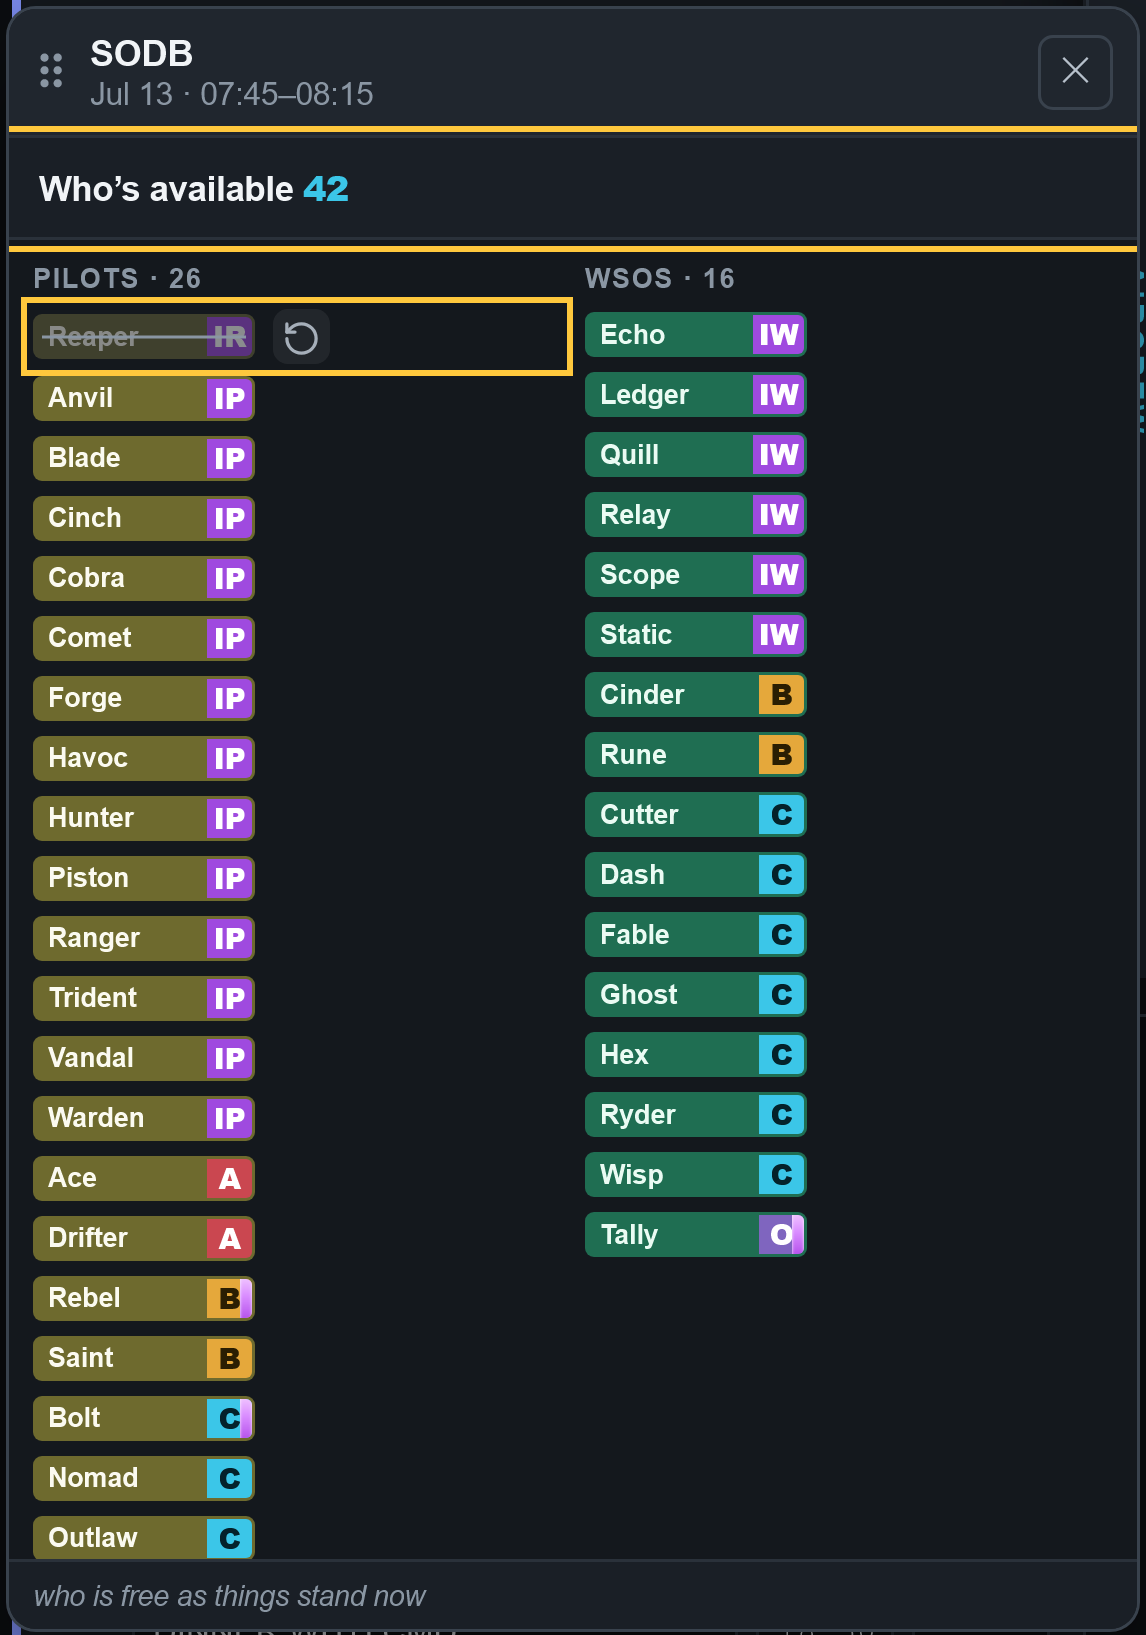 SODB
Jul 13 · 07:45–08:15
Who’s available 42
PILOTS · 26
Reaper IR
Anvil IP
Blade IP
Cinch IP
Cobra IP
Comet IP
Forge IP
Havoc IP
Hunter IP
Piston IP
Ranger IP
Trident IP
Vandal IP
Warden IP
Ace A
Drifter A
Rebel B
Saint B
Bolt C
Nomad C
Outlaw C
WSOS · 16
Echo IW
Ledger IW
Quill IW
Relay IW
Scope IW
Static IW
Cinder B
Rune B
Cutter C
Dash C
Fable C
Ghost C
Hex C
Ryder C
Wisp C
Tally O
who is free as things stand now